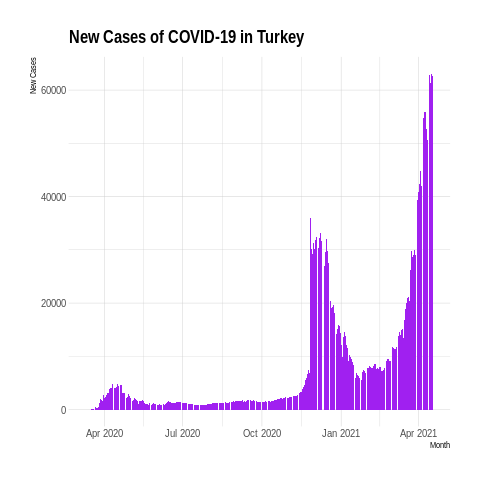 New Cases of COVID-19 in Turkey
New Cases
60000
40000
20000
0
Apr 2020 Jul 2020 Oct 2020 Jan 2021 Apr 2021
Month